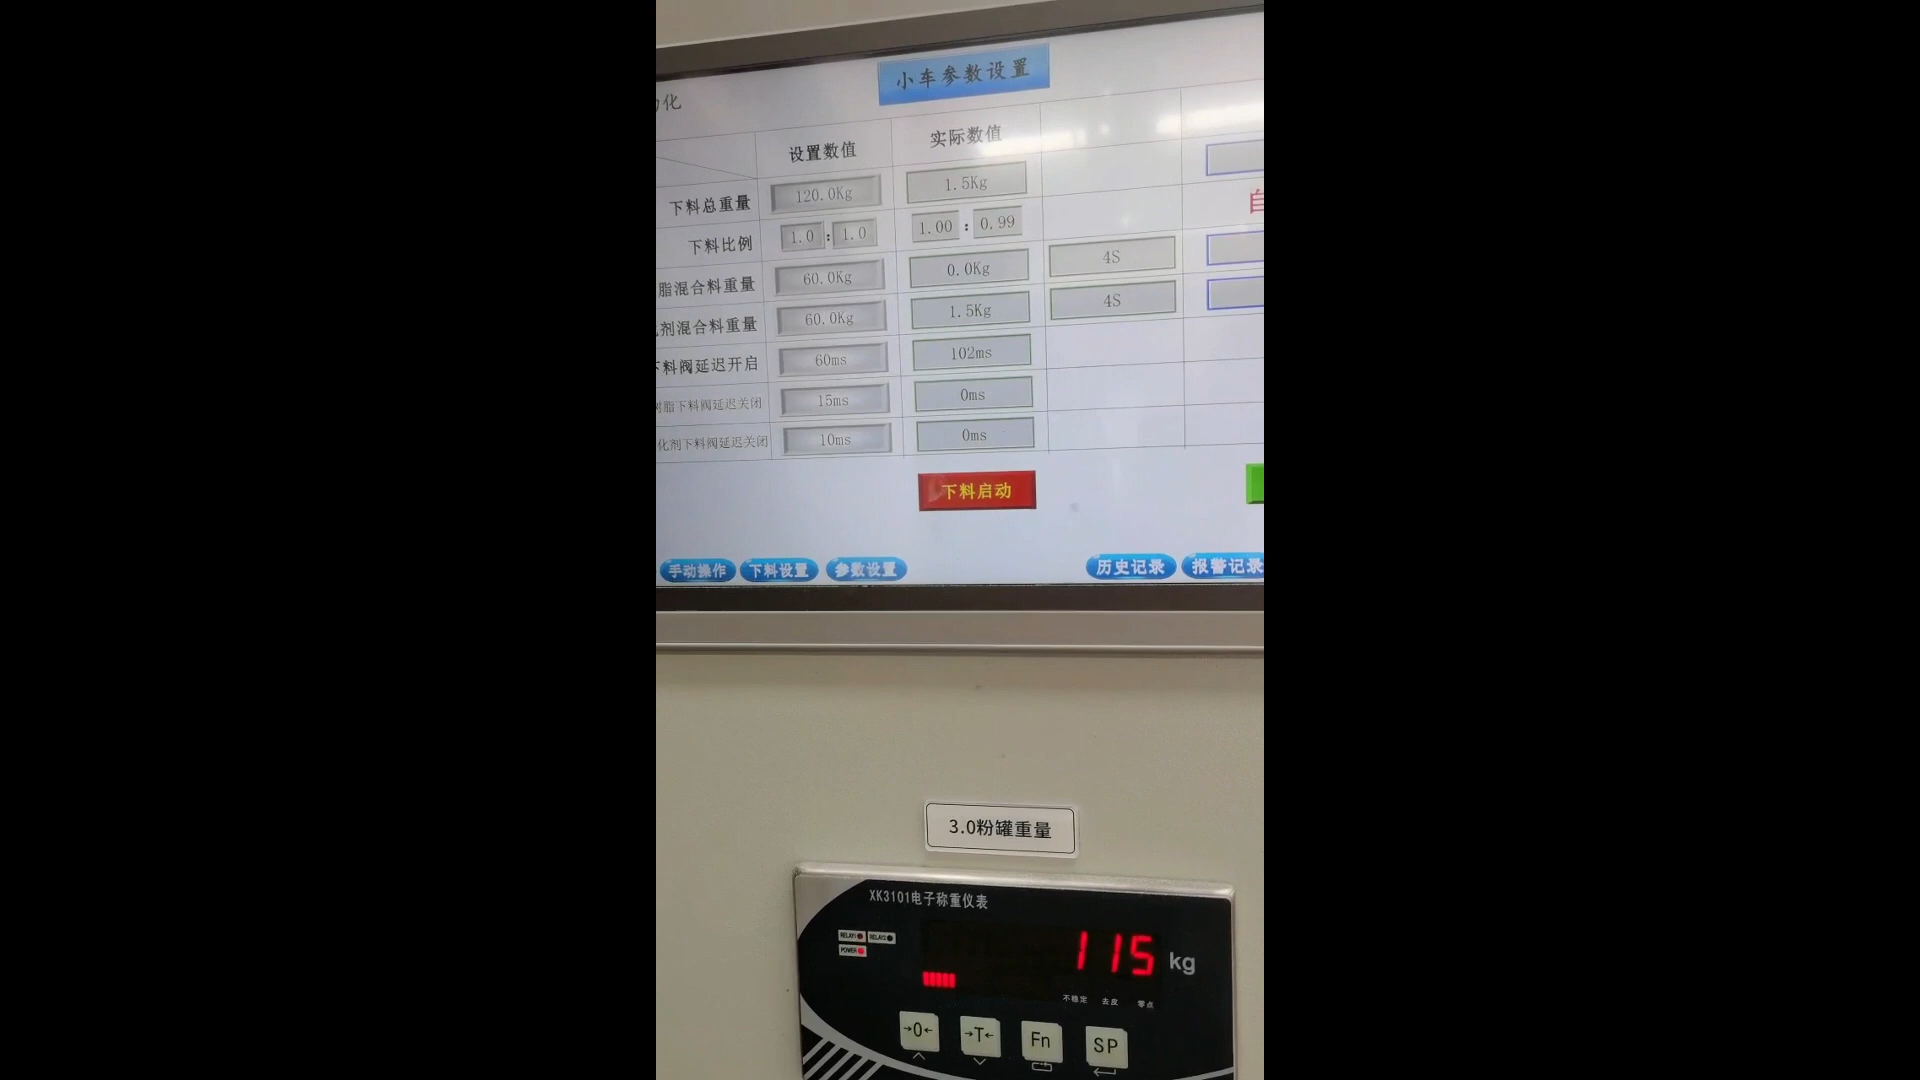 小车参数设置
化
设置数值 实际数值
下料总重量 120.0Kg 1.5Kg
下料比例 1.0 : 1.0 1.00 : 0.99
脂混合料重量 60.0Kg 0.0Kg 4S
剂混合料重量 60.0Kg 1.5Kg 4S
下料阀延迟开启 60ms 102ms
树脂下料阀延迟关闭 15ms 0ms
化剂下料阀延迟关闭 10ms 0ms
下料启动
手动操作 下料设置 参数设置 历史记录 报警记录
3.0粉罐重量
XK3101电子称重仪表
RELAY1 RELAY2
POWER
115 kg
不稳定 去皮 零点
→0← →T← Fn SP